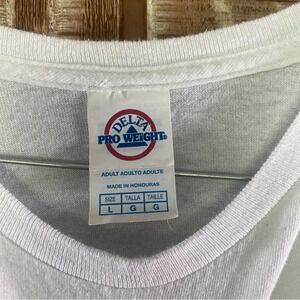 DELTA
PRO WEIGHT®
ADULT ADULTO ADULTE
MADE IN HONDURAS
SIZE TALLA TAILLE
L G G